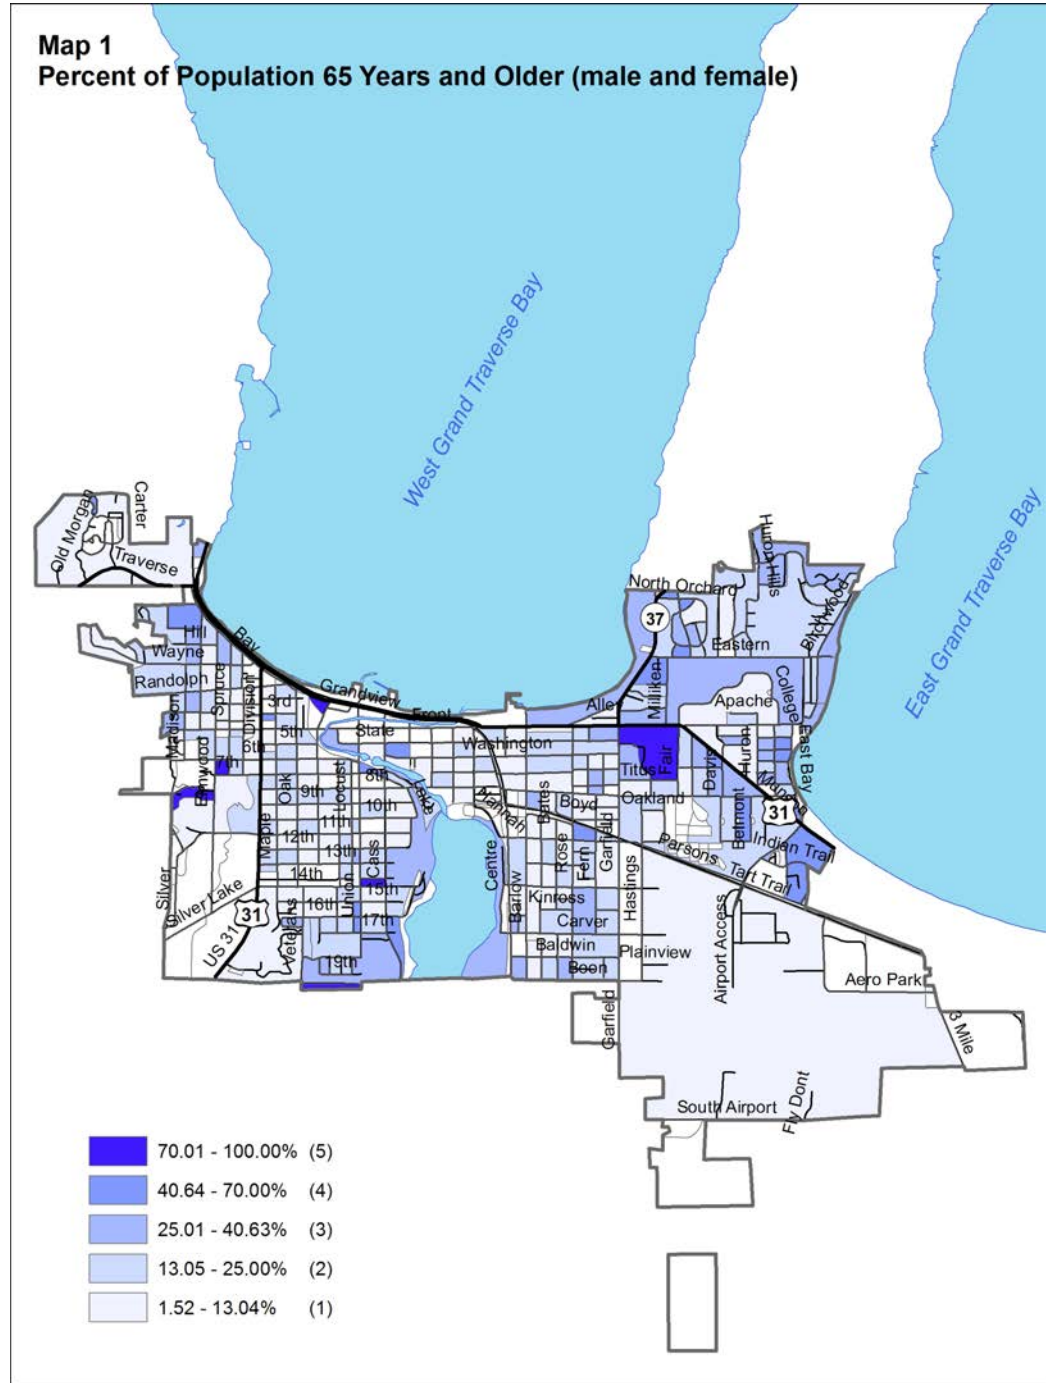 Map 1
Percent of Population 65 Years and Older (male and female)
West Grand Traverse Bay
East Grand Traverse Bay
Old Morgan
Carter
Traverse
Huron Hills
North Orchard
Birchwood
37
Hill
Bay
Eastern
Wayne
Randolph
Spruce
Division
Grandview
Milliken
College
3rd
Front
Apache
Madison
5th
State
6th
Washington
Huron
East Bay
7th
Elmwood
Fair
Davis
8th
Titus
Oak
9th
Locust
Lake
Hannah
Bates
Boyd
Oakland
10th
31
11th
Garfield
Belmont
Maple
12th
Parsons
Indian Trail
13th
Cass
Rose
Fern
Centre
Tart Trail
14th
Silver
15th
Barlow
Hastings
Silver Lake
Kinross
16th
Union
31
17th
Carver
Airport Access
US 31
Veterans
Baldwin
Plainview
19th
Boon
Aero Park
Garfield
3 Mile
South Airport
Fly Dont
70.01 - 100.00% (5)
40.64 - 70.00% (4)
25.01 - 40.63% (3)
13.05 - 25.00% (2)
1.52 - 13.04% (1)